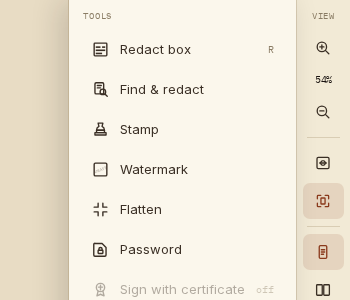 TOOLS
Redact box R
Find & redact
Stamp
Watermark
Flatten
Password
Sign with certificate off
VIEW
54%